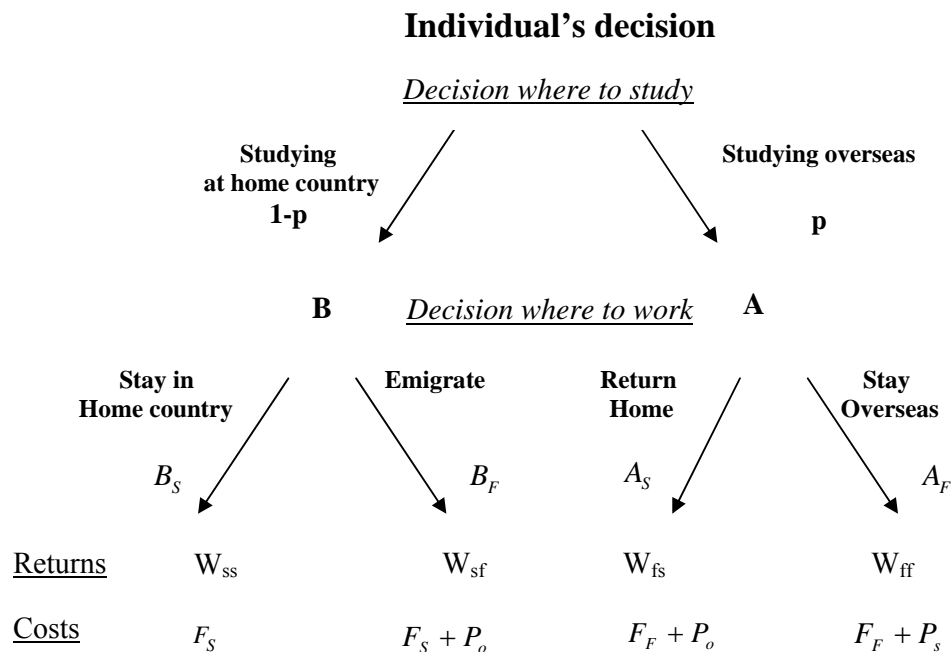 Individual's decision
Decision where to study
Studying
at home country
1-p
Studying overseas
p
B
Decision where to work
A
Stay in
Home country
Emigrate
Return
Home
Stay
Overseas
B_S
B_F
A_S
A_F
Returns W_ss W_sf W_fs W_ff
Costs F_S F_S + P_o F_F + P_o F_F + P_s